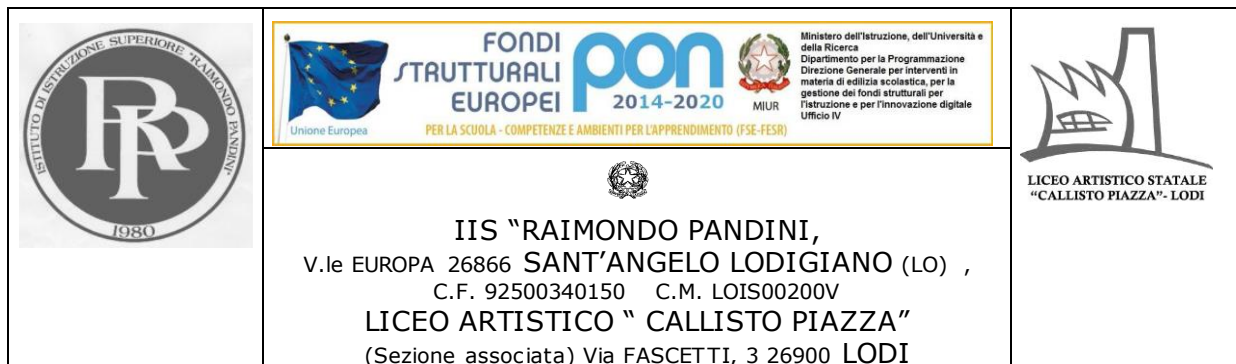 ISTITUTO DI ISTRUZIONE SUPERIORE "RAIMONDO PANDINI"
RP
1980
Unione Europea
FONDI
STRUTTURALI
EUROPEI
pon
2014-2020
MIUR
Ministero dell'Istruzione, dell'Università e
della Ricerca
Dipartimento per la Programmazione
Direzione Generale per interventi in
materia di edilizia scolastica, per la
gestione dei fondi strutturali per
l'istruzione e per l'innovazione digitale
Ufficio IV
PER LA SCUOLA - COMPETENZE E AMBIENTI PER L'APPRENDIMENTO (FSE-FESR)
LICEO ARTISTICO STATALE
"CALLISTO PIAZZA"- LODI
IIS "RAIMONDO PANDINI,
V.le EUROPA 26866 SANT'ANGELO LODIGIANO (LO) ,
C.F. 92500340150 C.M. LOIS00200V
LICEO ARTISTICO " CALLISTO PIAZZA"
(Sezione associata) Via FASCETTI, 3 26900 LODI